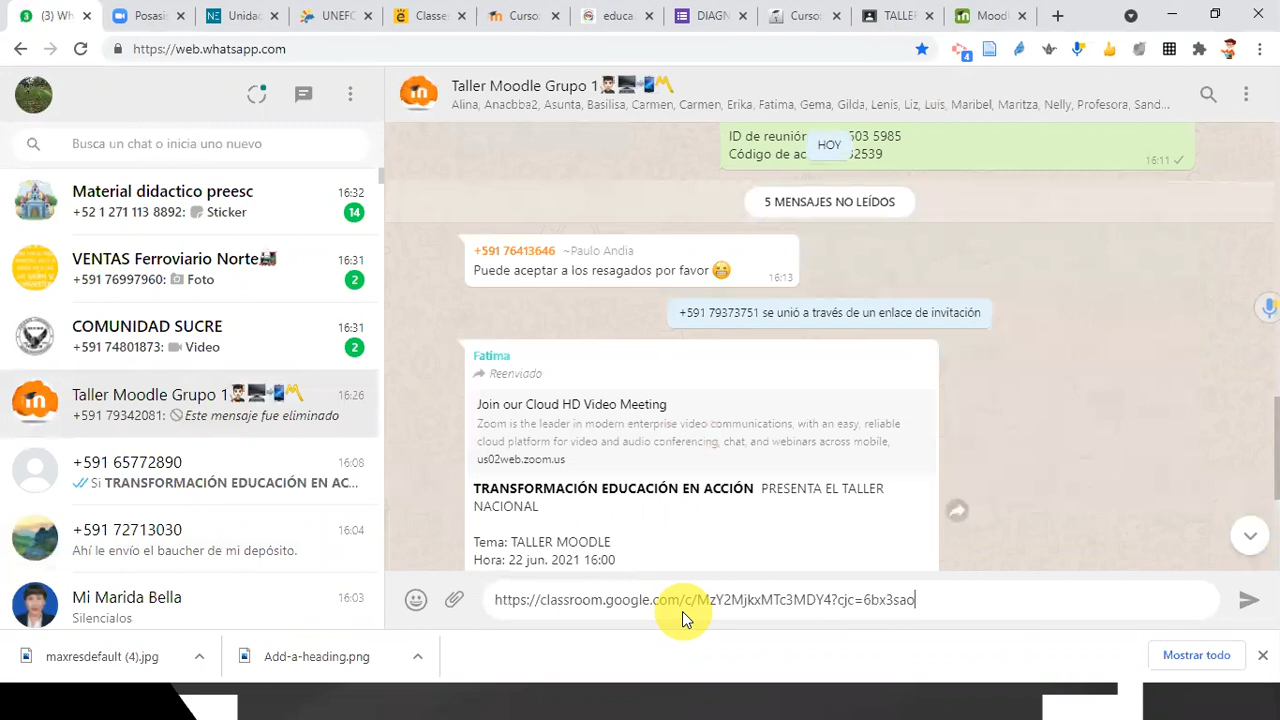 (3) Wh
Posasis
Unidac
UNEFC
Classe:
Curso:
educa
DIAGN
Curso:
TALLER
Mood
https://web.whatsapp.com
4
Taller Moodle Grupo 1
Alina, Anacbba2, Asunta, Basilisa, Carmen, Carmen, Erika, Fatima, Gema, Gilda, Lenis, Liz, Luis, Maribel, Maritza, Nelly, Profesora, Sand...
Busca un chat o inicia uno nuevo
Material didactico preesc 16:32
+52 1 271 113 8892: Sticker 14
VENTAS Ferroviario Norte 16:31
+591 76997960: Foto 2
COMUNIDAD SUCRE 16:31
+591 74801873: Video 2
Taller Moodle Grupo 1 16:26
+591 79342081: Este mensaje fue eliminado
+591 65772890 16:08
Si TRANSFORMACIÓN EDUCACIÓN EN AC...
+591 72713030 16:04
Ahí le envío el baucher de mi depósito.
Mi Marida Bella 16:03
Silencialos
ID de reunión 503 5985
HOY
Código de ac 32539
16:11
5 MENSAJES NO LEÍDOS
+591 76413646 ~Paulo Andia
Puede aceptar a los resagados por favor
16:13
+591 79373751 se unió a través de un enlace de invitación
Fatima
Reenviado
Join our Cloud HD Video Meeting
Zoom is the leader in modern enterprise video communications, with an easy, reliable
cloud platform for video and audio conferencing, chat, and webinars across mobile,
us02web.zoom.us
TRANSFORMACIÓN EDUCACIÓN EN ACCIÓN PRESENTA EL TALLER
NACIONAL
Tema: TALLER MOODLE
Hora: 22 jun. 2021 16:00
https://classroom.google.com/c/MzY2MjkxMTc3MDY4?cjc=6bx3sao
maxresdefault (4).jpg
Add-a-heading.png
Mostrar todo